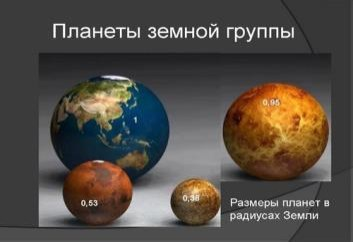 Планеты земной группы
0,95
0,53
0,38
Размеры планет в
радиусах Земли